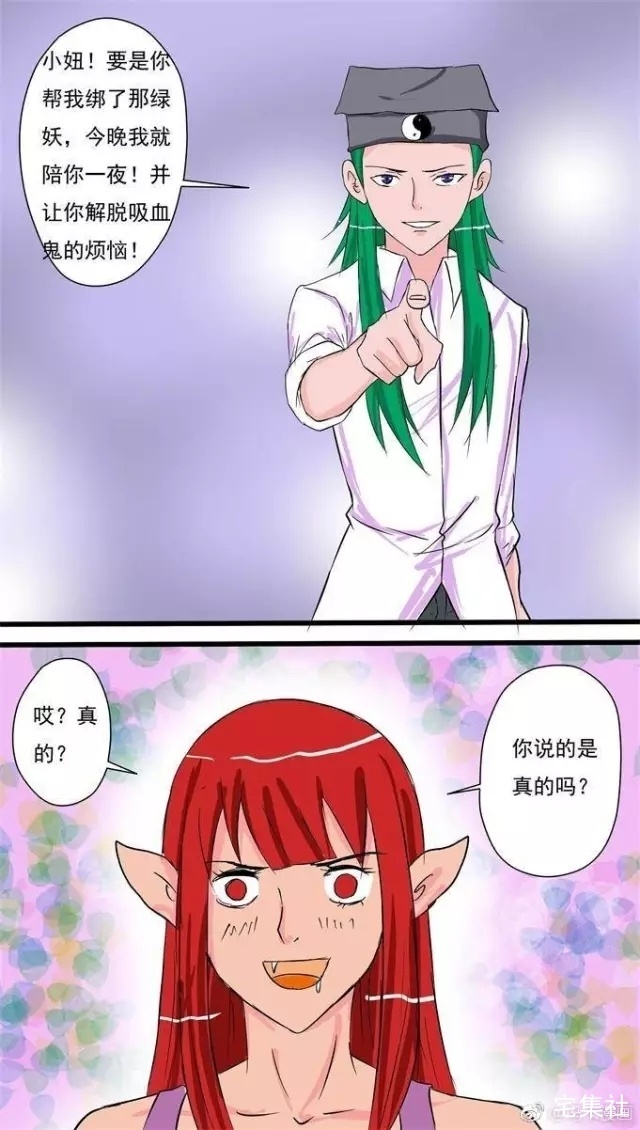 小妞！要是你
帮我绑了那绿
妖，今晚我就
陪你一夜！并
让你解脱吸血
鬼的烦恼！
哎？真
的？
你说的是
真的吗？
宅集社